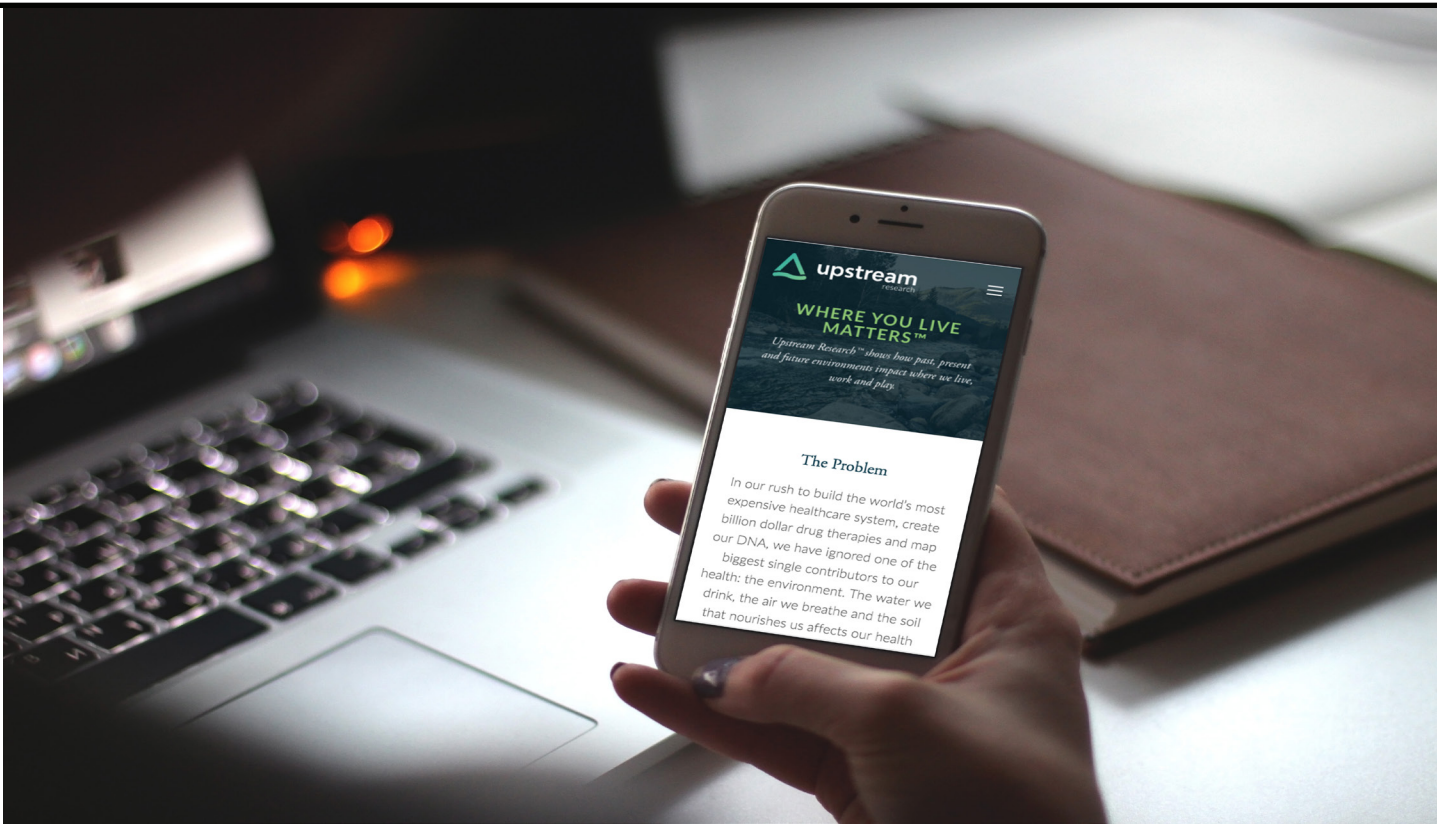 upstream
research
WHERE YOU LIVE
MATTERS™
Upstream Research™ shows how past, present
and future environments impact where we live,
work and play.
The Problem
In our rush to build the world's most
expensive healthcare system, create
billion dollar drug therapies and map
our DNA, we have ignored one of the
biggest single contributors to our
health: the environment. The water we
drink, the air we breathe and the soil
that nourishes us affects our health